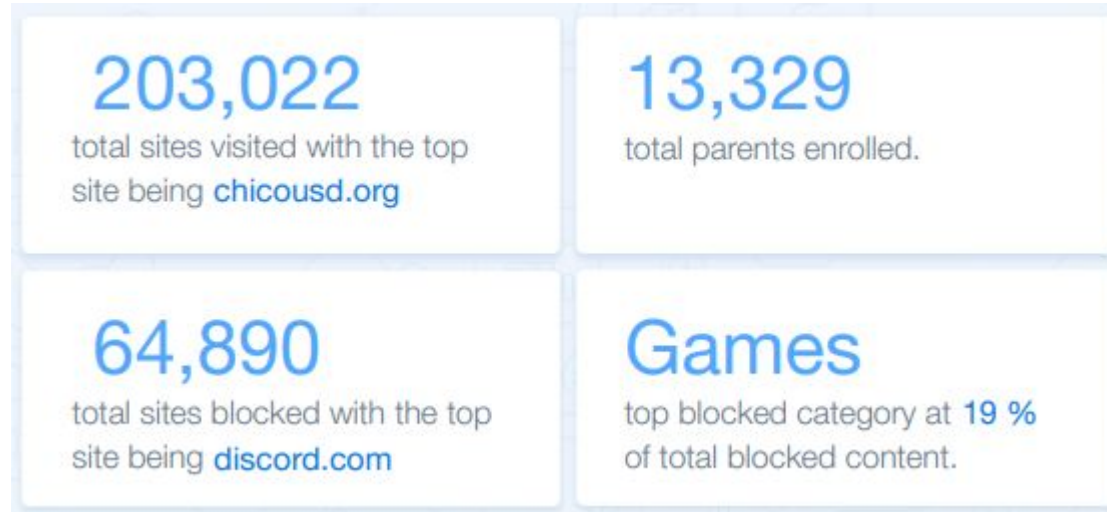 203,022
total sites visited with the top
site being chicousd.org
13,329
total parents enrolled.
64,890
total sites blocked with the top
site being discord.com
Games
top blocked category at 19 %
of total blocked content.